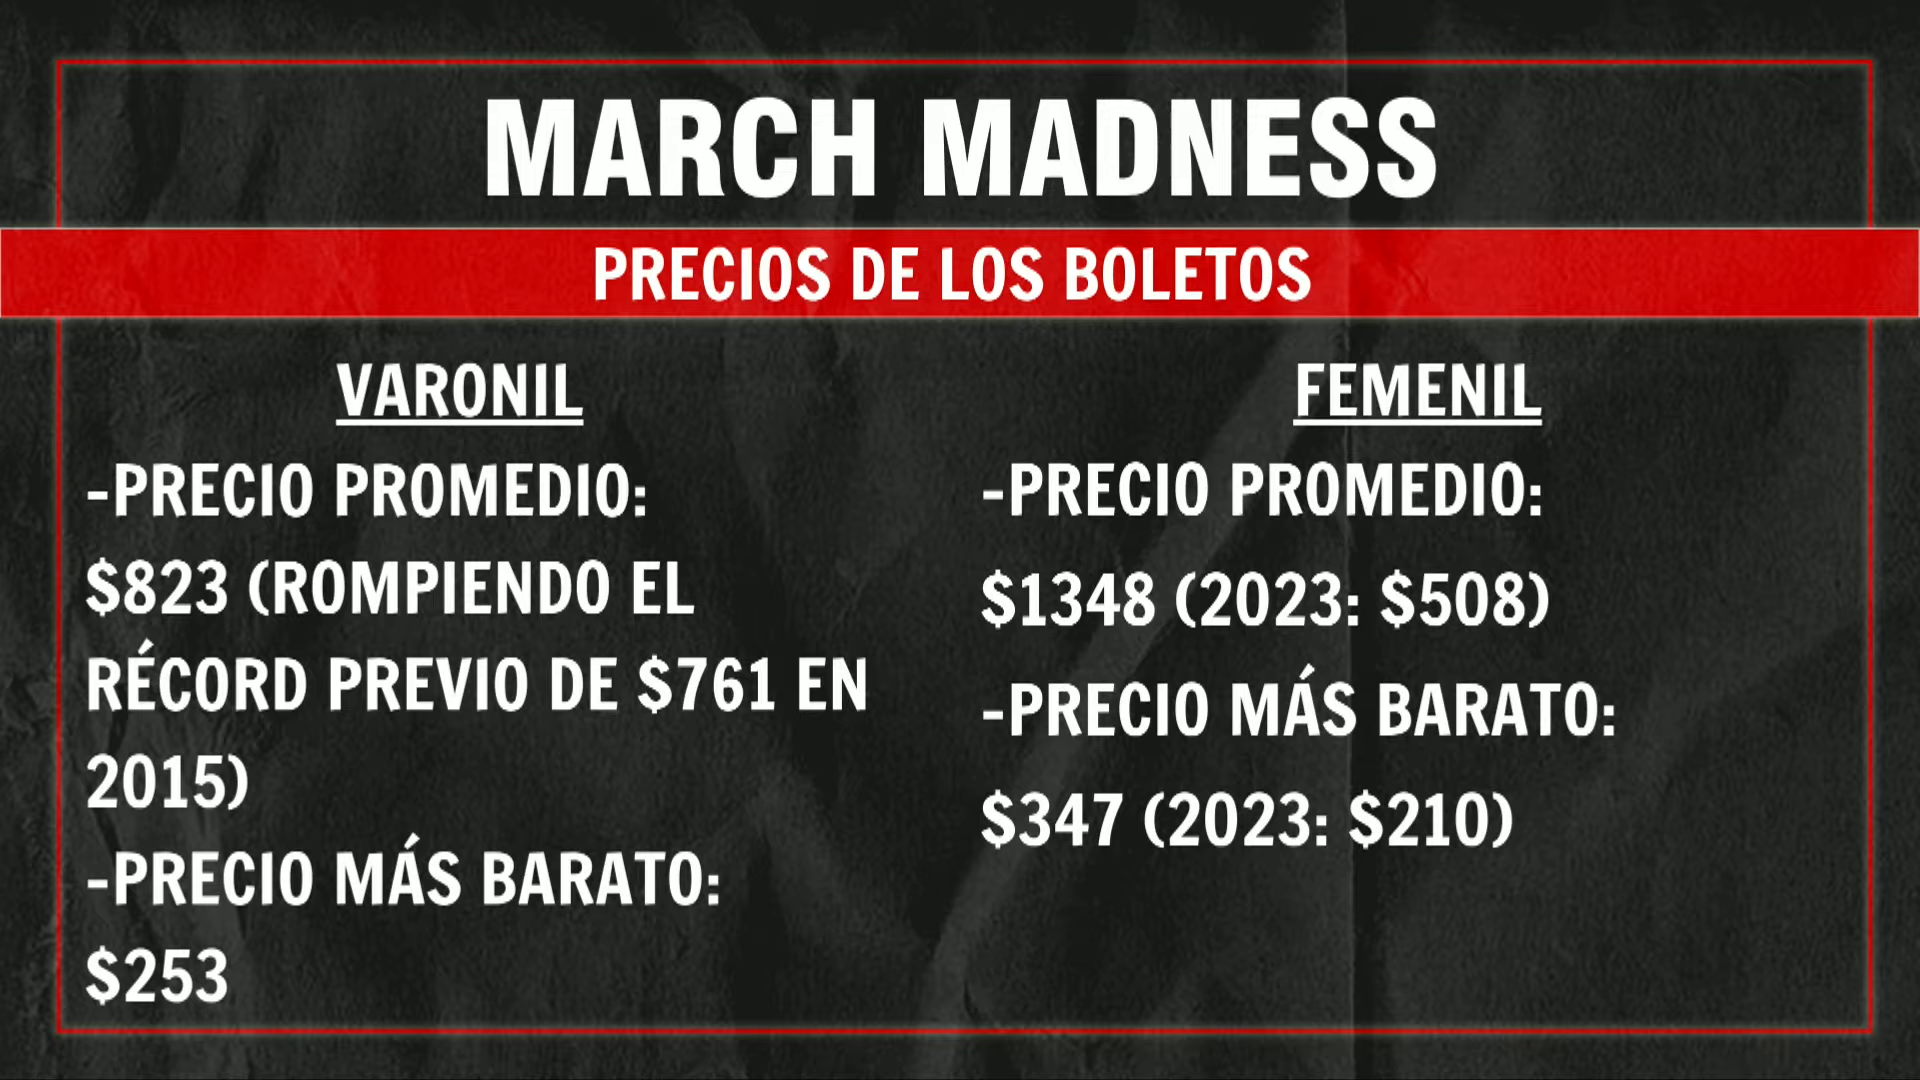 MARCH MADNESS
PRECIOS DE LOS BOLETOS
VARONIL
-PRECIO PROMEDIO:
$823 (ROMPIENDO EL
RÉCORD PREVIO DE $761 EN
2015)
-PRECIO MÁS BARATO:
$253
FEMENIL
-PRECIO PROMEDIO:
$1348 (2023: $508)
-PRECIO MÁS BARATO:
$347 (2023: $210)